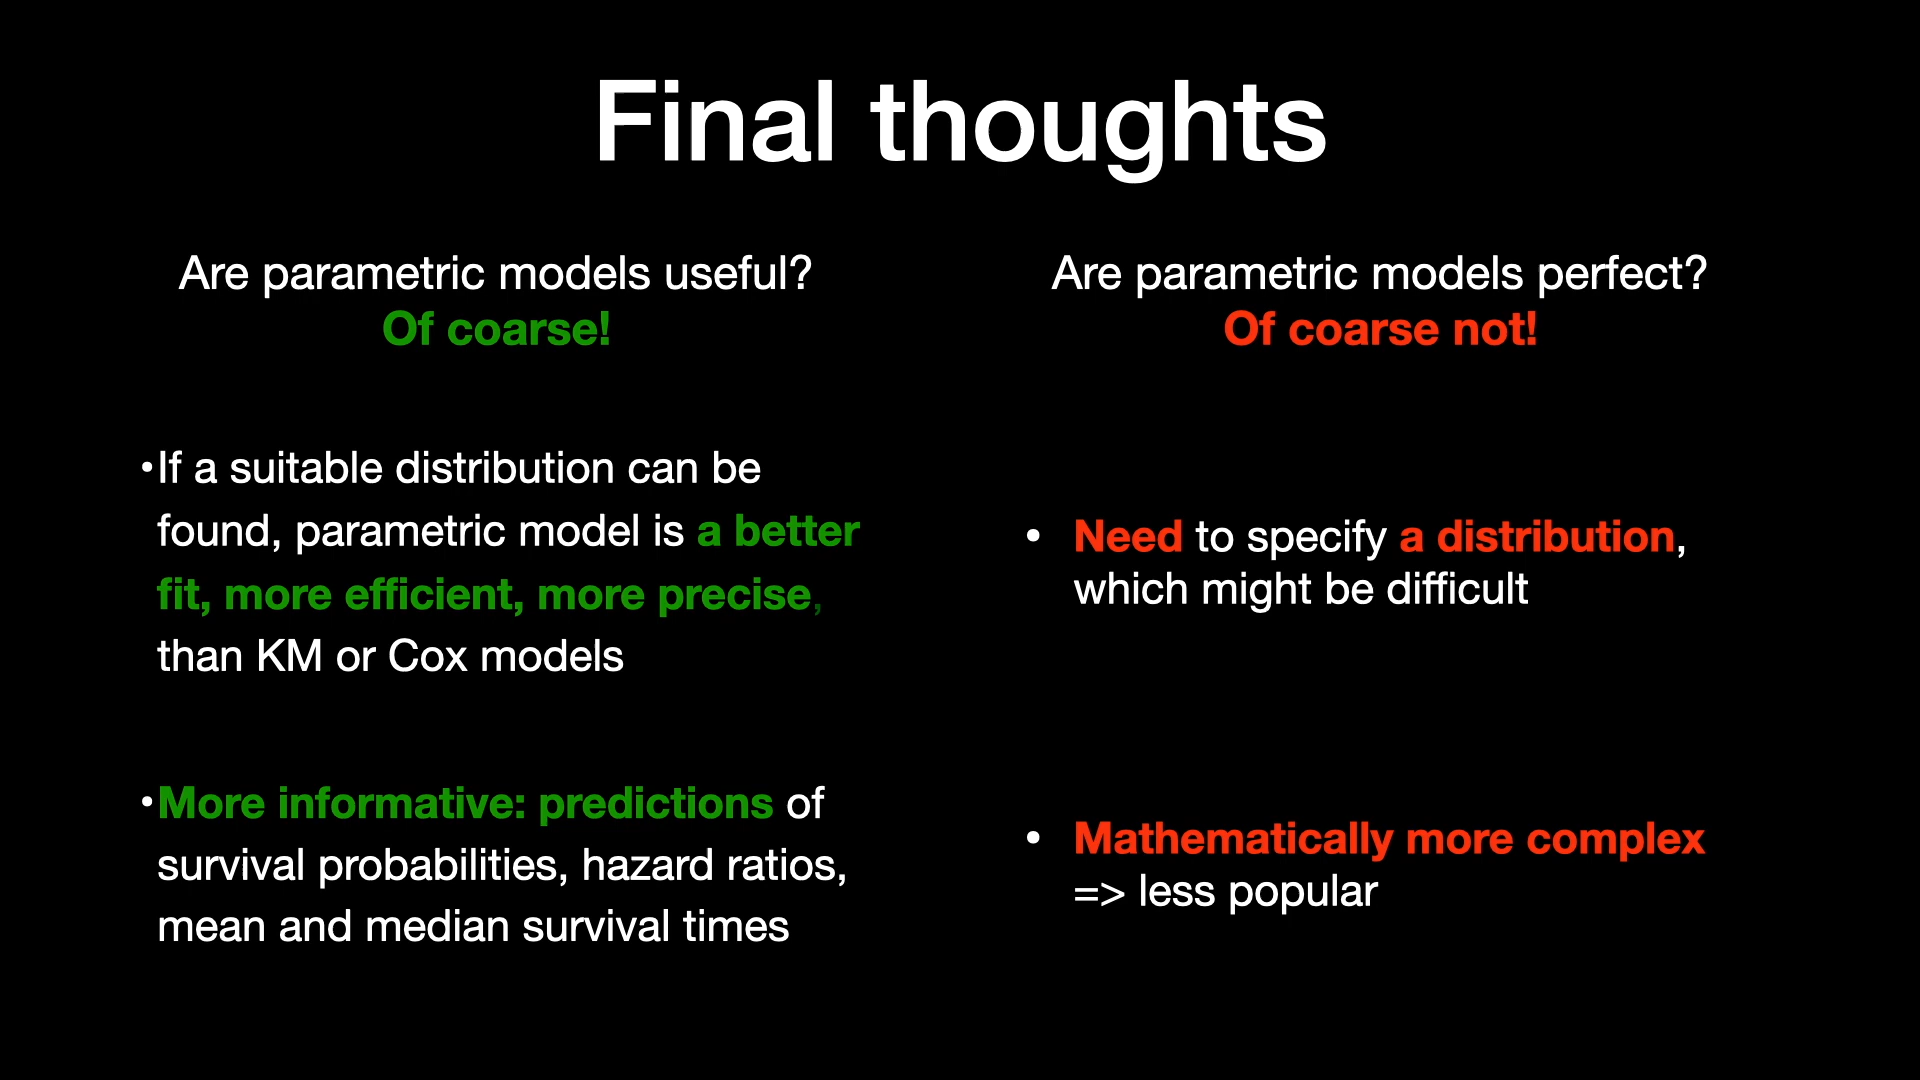 Final thoughts
Are parametric models useful?
Of coarse!
•If a suitable distribution can be
found, parametric model is a better
fit, more efficient, more precise,
than KM or Cox models
•More informative: predictions of
survival probabilities, hazard ratios,
mean and median survival times
Are parametric models perfect?
Of coarse not!
• Need to specify a distribution,
which might be difficult
• Mathematically more complex
=> less popular